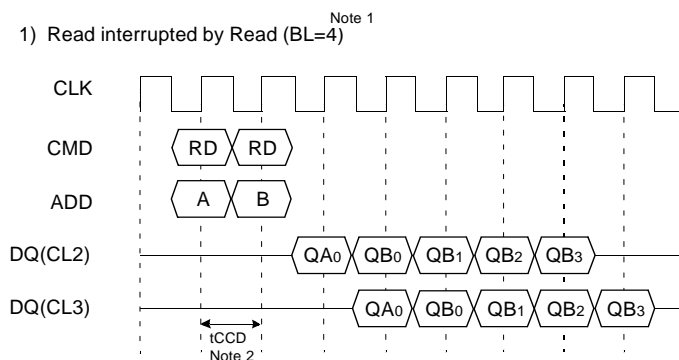 1) Read interrupted by Read (BL=4) Note 1
CLK
CMD RD RD
ADD A B
DQ(CL2) QA0 QB0 QB1 QB2 QB3
DQ(CL3) QA0 QB0 QB1 QB2 QB3
tCCD
Note 2